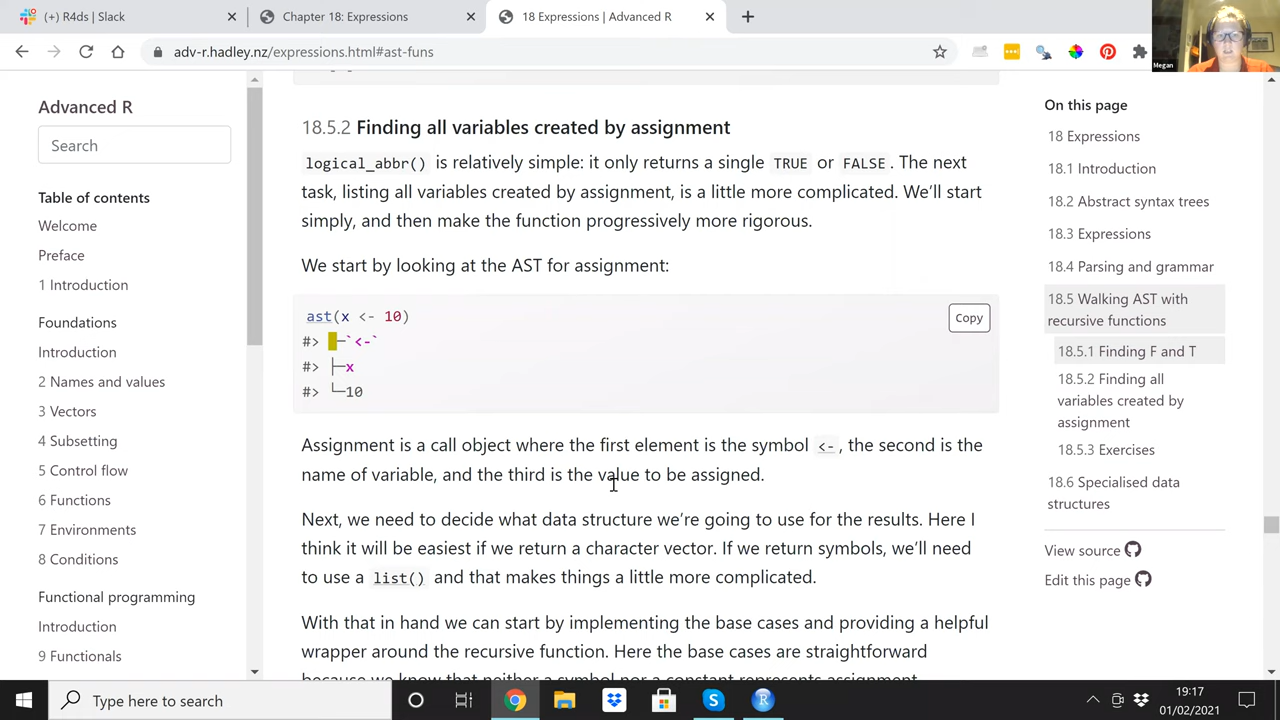 (+) R4ds | Slack
Chapter 18: Expressions
18 Expressions | Advanced R
adv-r.hadley.nz/expressions.html#ast-funs
Megan
Advanced R
Search
Table of contents
Welcome
Preface
1 Introduction
Foundations
Introduction
2 Names and values
3 Vectors
4 Subsetting
5 Control flow
6 Functions
7 Environments
8 Conditions
Functional programming
Introduction
9 Functionals
18.5.2 Finding all variables created by assignment
logical_abbr() is relatively simple: it only returns a single TRUE or FALSE. The next
task, listing all variables created by assignment, is a little more complicated. We'll start
simply, and then make the function progressively more rigorous.
We start by looking at the AST for assignment:
ast(x <- 10)
#> █─`<-`
#> ├─x
#> └─10
Copy
Assignment is a call object where the first element is the symbol <-, the second is the
name of variable, and the third is the value to be assigned.
Next, we need to decide what data structure we're going to use for the results. Here I
think it will be easiest if we return a character vector. If we return symbols, we'll need
to use a list() and that makes things a little more complicated.
With that in hand we can start by implementing the base cases and providing a helpful
wrapper around the recursive function. Here the base cases are straightforward
because we know that neither a symbol nor a constant represents assignment.
On this page
18 Expressions
18.1 Introduction
18.2 Abstract syntax trees
18.3 Expressions
18.4 Parsing and grammar
18.5 Walking AST with
recursive functions
18.5.1 Finding F and T
18.5.2 Finding all
variables created by
assignment
18.5.3 Exercises
18.6 Specialised data
structures
View source
Edit this page
Type here to search
19:17
01/02/2021